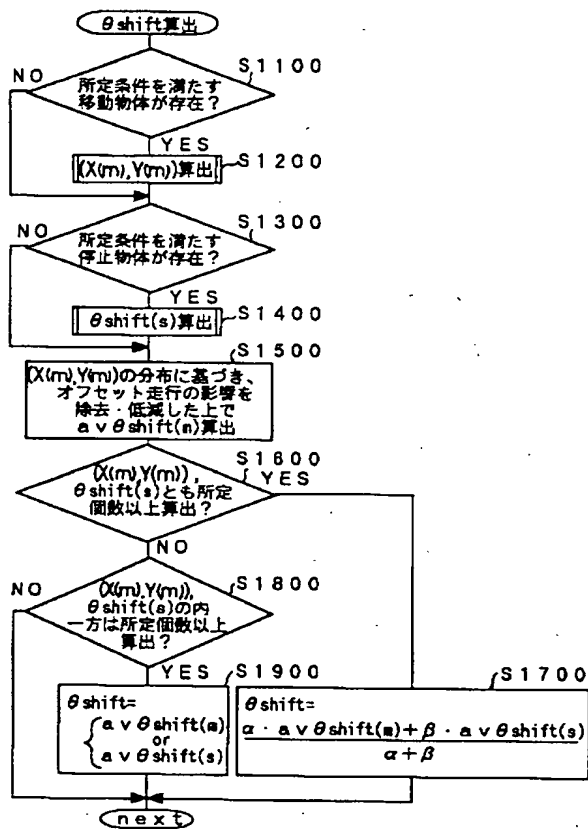 θshift算出
S1100
NO
所定条件を満たす
移動物体が存在?
YES
S1200
(X(m),Y(m))算出
S1300
NO
所定条件を満たす
停止物体が存在?
YES
S1400
θshift(s)算出
S1500
(X(m),Y(m))の分布に基づき、
オフセット走行の影響を
除去・低減した上で
avθshift(m)算出
S1600
(X(m),Y(m)),
YES
θshift(s)とも所定
個数以上算出?
NO
S1800
NO
(X(m),Y(m)),
θshift(s)の内
一方は所定個数以上
算出?
YES
S1900
θshift=
avθshift(m)
or
avθshift(s)
S1700
θshift=
α・avθshift(m)+β・avθshift(s)
α+β
next